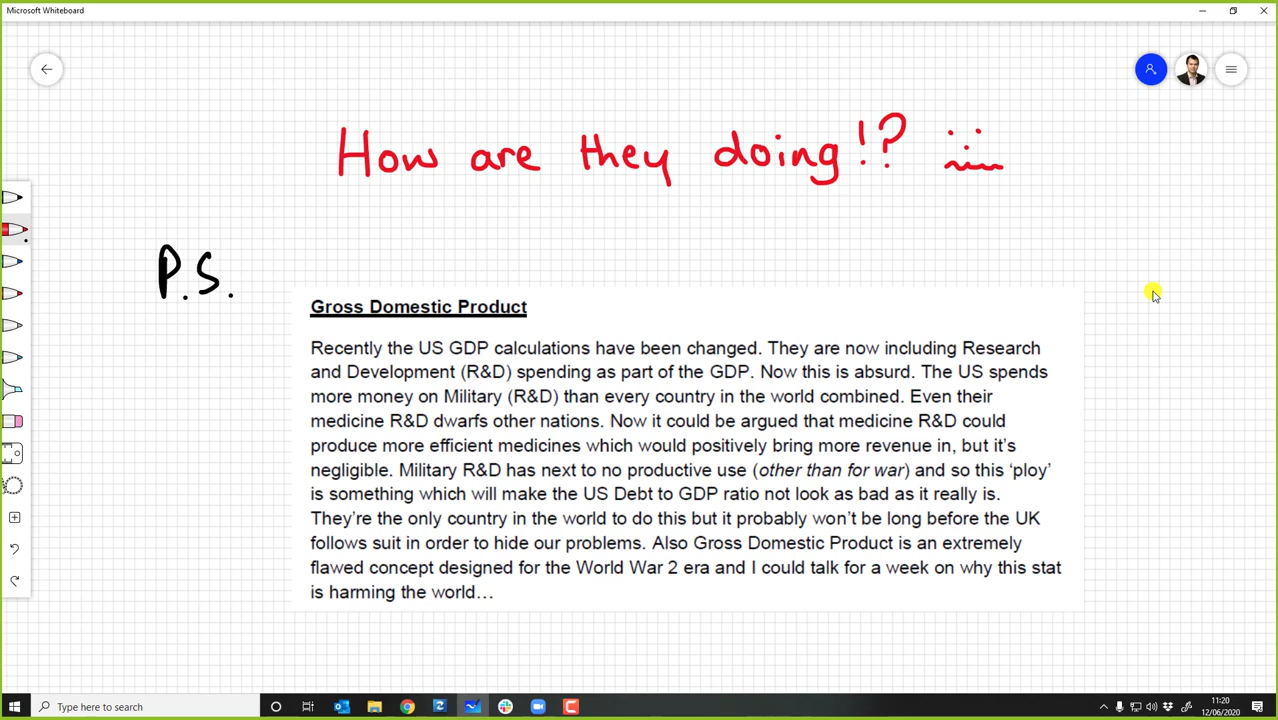 Microsoft Whiteboard
How are they doing!?
P.S.
Gross Domestic Product
Recently the US GDP calculations have been changed. They are now including Research
and Development (R&D) spending as part of the GDP. Now this is absurd. The US spends
more money on Military (R&D) than every country in the world combined. Even their
medicine R&D dwarfs other nations. Now it could be argued that medicine R&D could
produce more efficient medicines which would positively bring more revenue in, but it's
negligible. Military R&D has next to no productive use (other than for war) and so this 'ploy'
is something which will make the US Debt to GDP ratio not look as bad as it really is.
They're the only country in the world to do this but it probably won't be long before the UK
follows suit in order to hide our problems. Also Gross Domestic Product is an extremely
flawed concept designed for the World War 2 era and I could talk for a week on why this stat
is harming the world…
Type here to search
11:20
12/06/2020